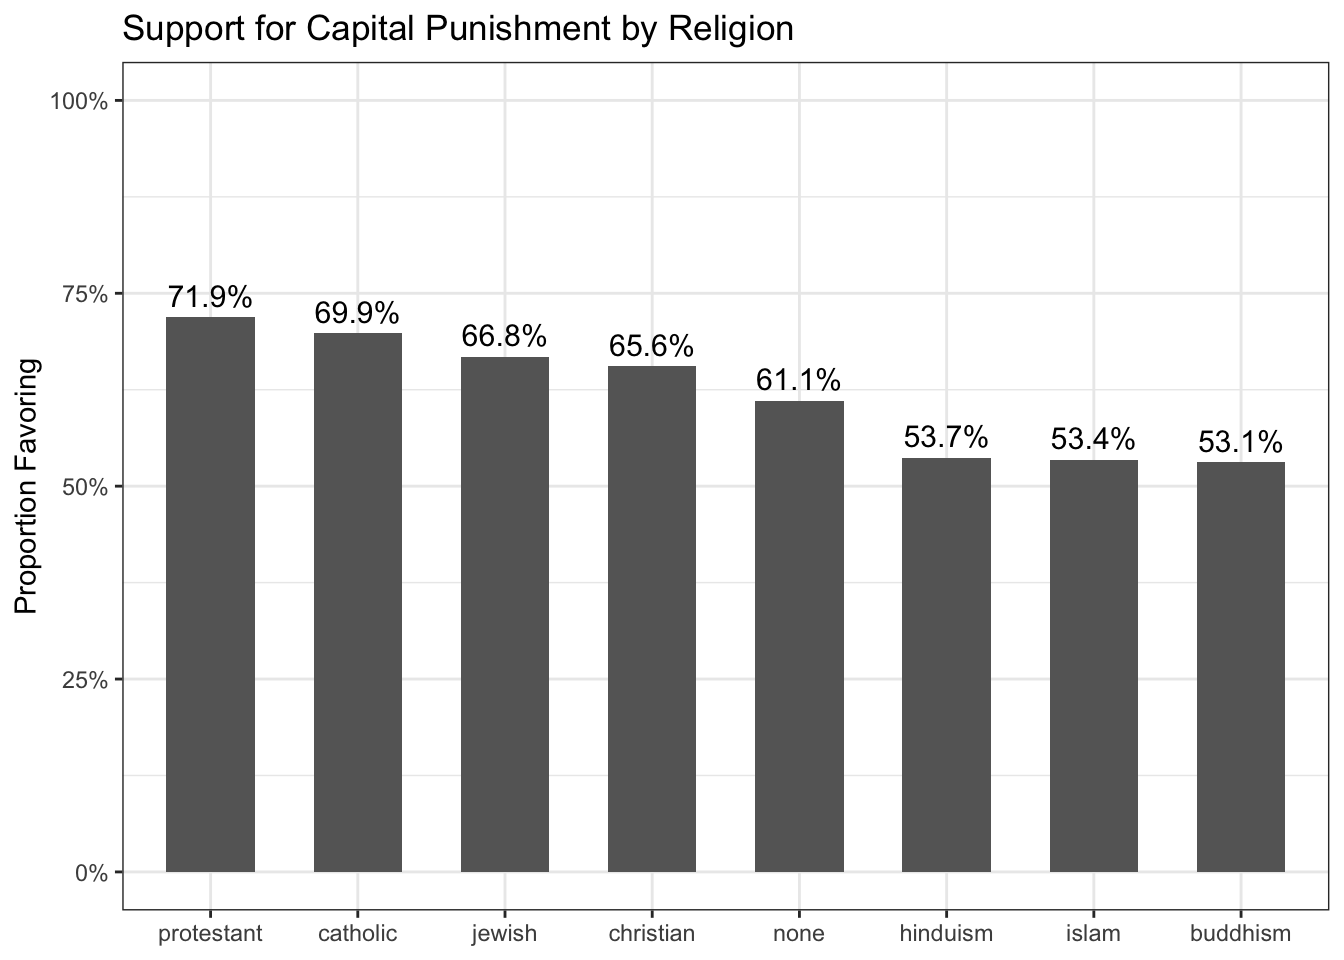 Support for Capital Punishment by Religion
Proportion Favoring
100%
75%
50%
25%
0%
71.9%
69.9%
66.8%
65.6%
61.1%
53.7%
53.4%
53.1%
protestant
catholic
jewish
christian
none
hinduism
islam
buddhism